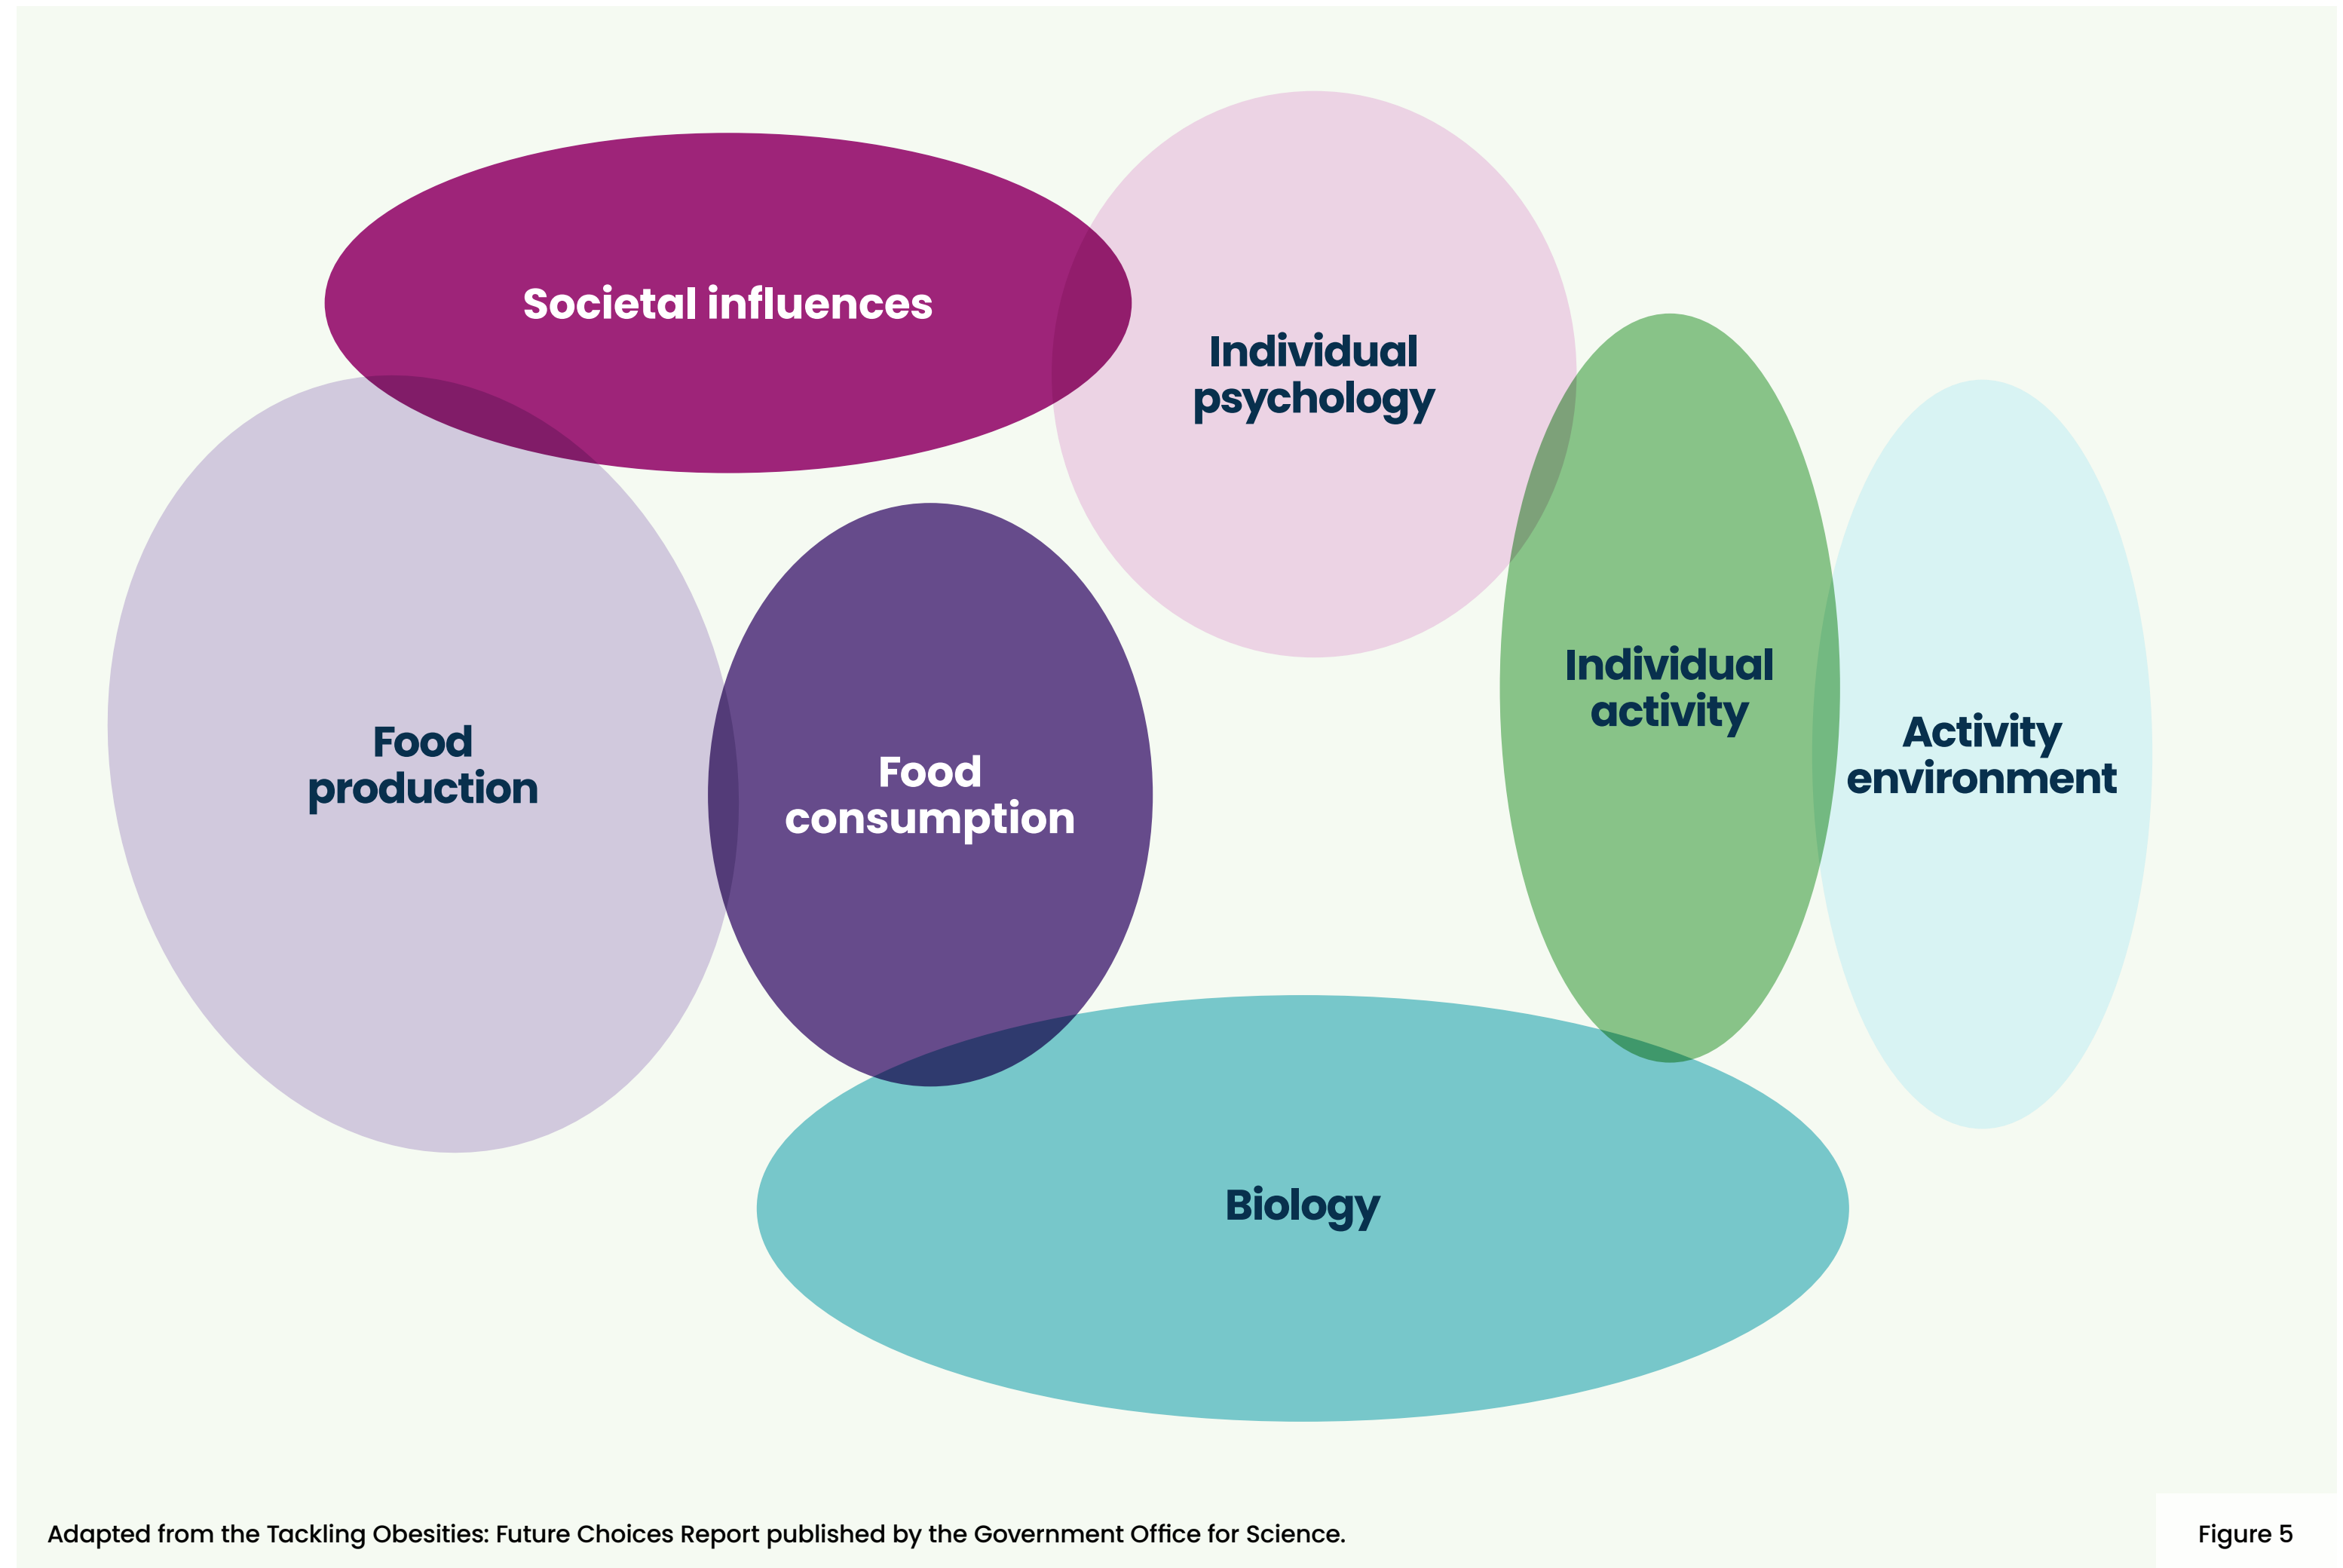 Societal influences
Individual
psychology
Individual
activity
Activity
environment
Food
production
Food
consumption
Biology
Adapted from the Tackling Obesities: Future Choices Report published by the Government Office for Science.
Figure 5